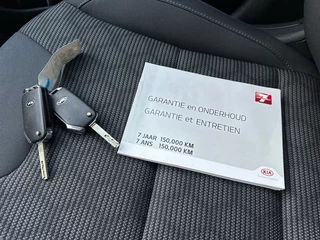 GARANTIE en ONDERHOUD
GARANTIE et ENTRETIEN
7 JAAR 150.000 KM
7 ANS 150.000 KM
KIA